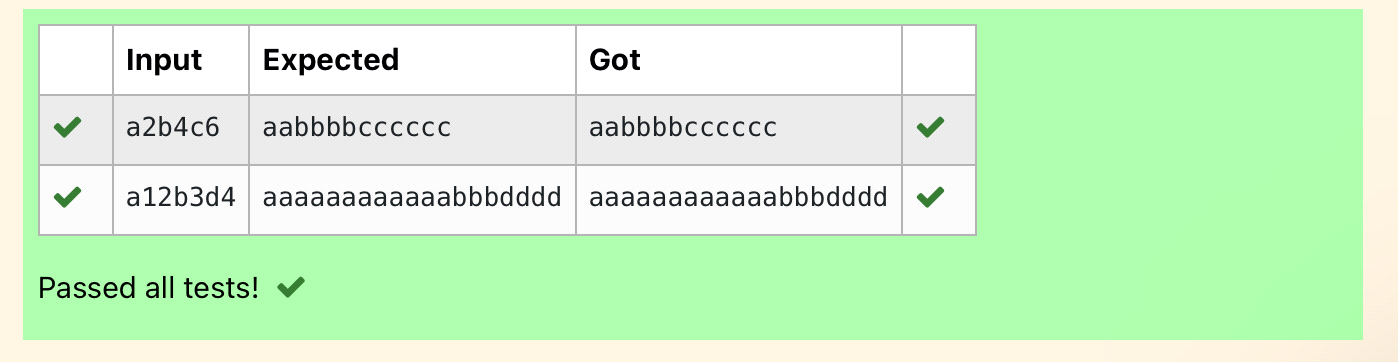 Input Expected Got
a2b4c6 aabbbbcccccc aabbbbcccccc
a12b3d4 aaaaaaaaaaaabbbdddd aaaaaaaaaaaabbbdddd
Passed all tests!